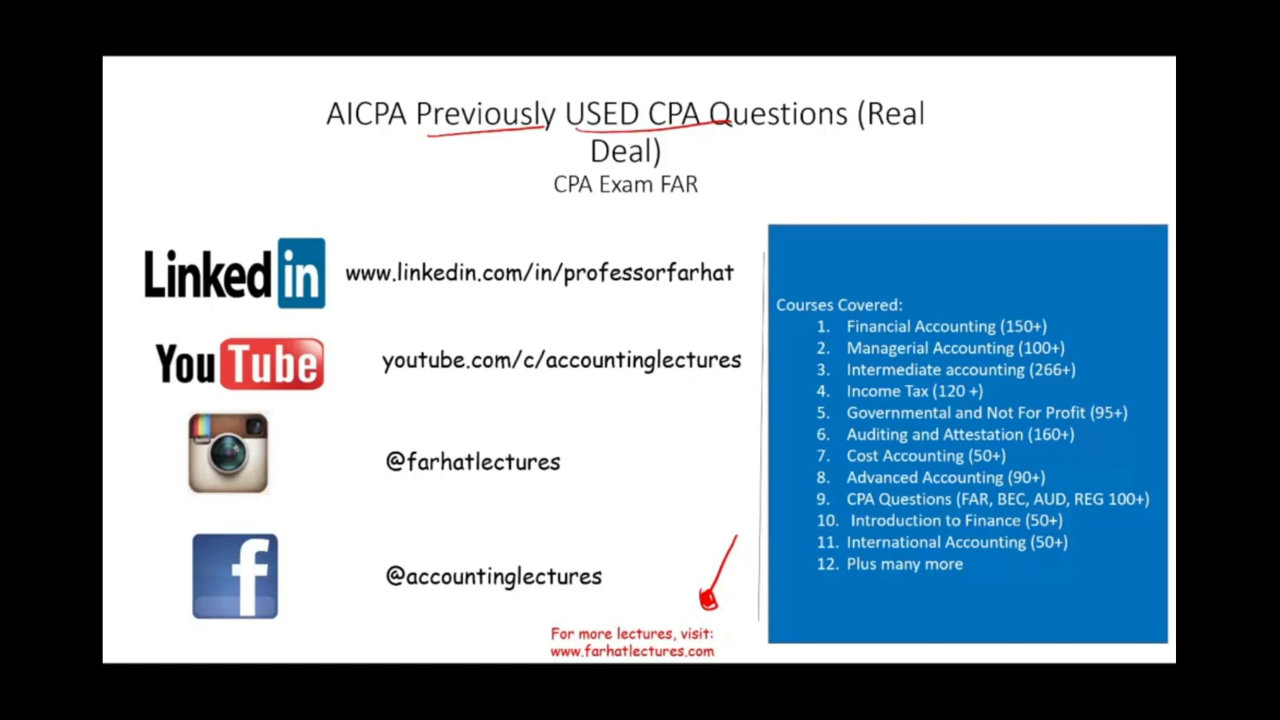 AICPA Previously USED CPA Questions (Real
Deal)
CPA Exam FAR
Linked in
www.linkedin.com/in/professorfarhat
You Tube
youtube.com/c/accountinglectures
@farhatlectures
f
@accountinglectures
For more lectures, visit:
www.farhatlectures.com
Courses Covered:
1. Financial Accounting (150+)
2. Managerial Accounting (100+)
3. Intermediate accounting (266+)
4. Income Tax (120 +)
5. Governmental and Not For Profit (95+)
6. Auditing and Attestation (160+)
7. Cost Accounting (50+)
8. Advanced Accounting (90+)
9. CPA Questions (FAR, BEC, AUD, REG 100+)
10. Introduction to Finance (50+)
11. International Accounting (50+)
12. Plus many more